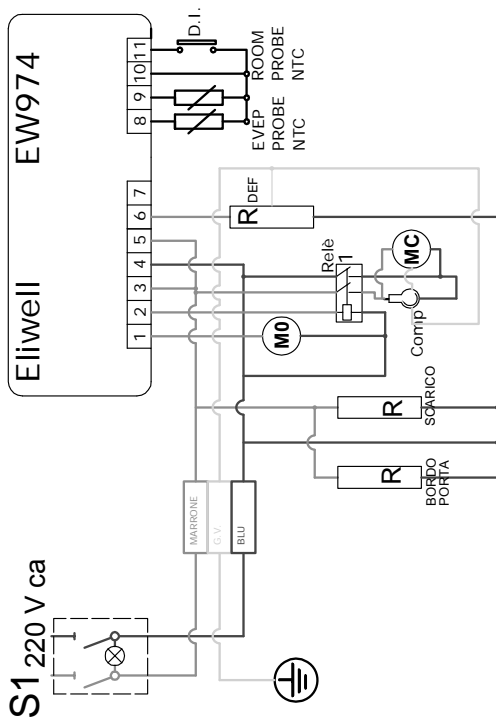 Eliwell EW974
1 2 3 4 5 6 7 8 9 10 11
D.I.
EVEP
PROBE
NTC
ROOM
PROBE
NTC
R DEF
Relè
1
M0
MC
Comp
R
SCARICO
R
BORDO
PORTA
MARRONE
G.V.
BLU
S1 220 V ca